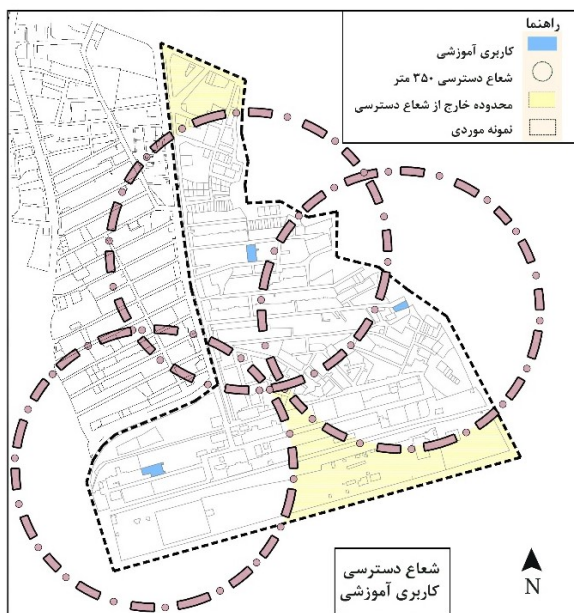 راهنما
کاربری آموزشی
شعاع دسترسی ۳۵۰ متر
محدوده خارج از شعاع دسترسی
نمونه موردی
شعاع دسترسی
کاربری آموزشی
N